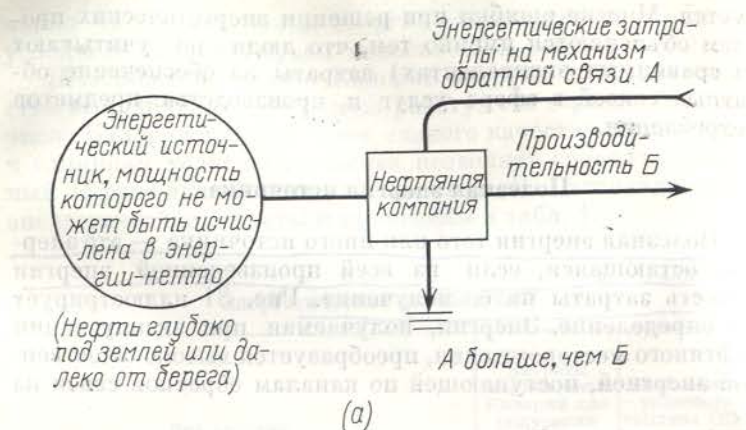 Энергетические затра-
ты на механизм
обратной связи А
Энергети-
ческий источ-
ник, мощность
которого не мо-
жет быть исчис-
лена в энер-
гии-нетто
Нефтяная
компания
Производи-
тельность Б
(Нефть глубоко
под землей или да-
леко от берега)
А больше, чем Б
(а)